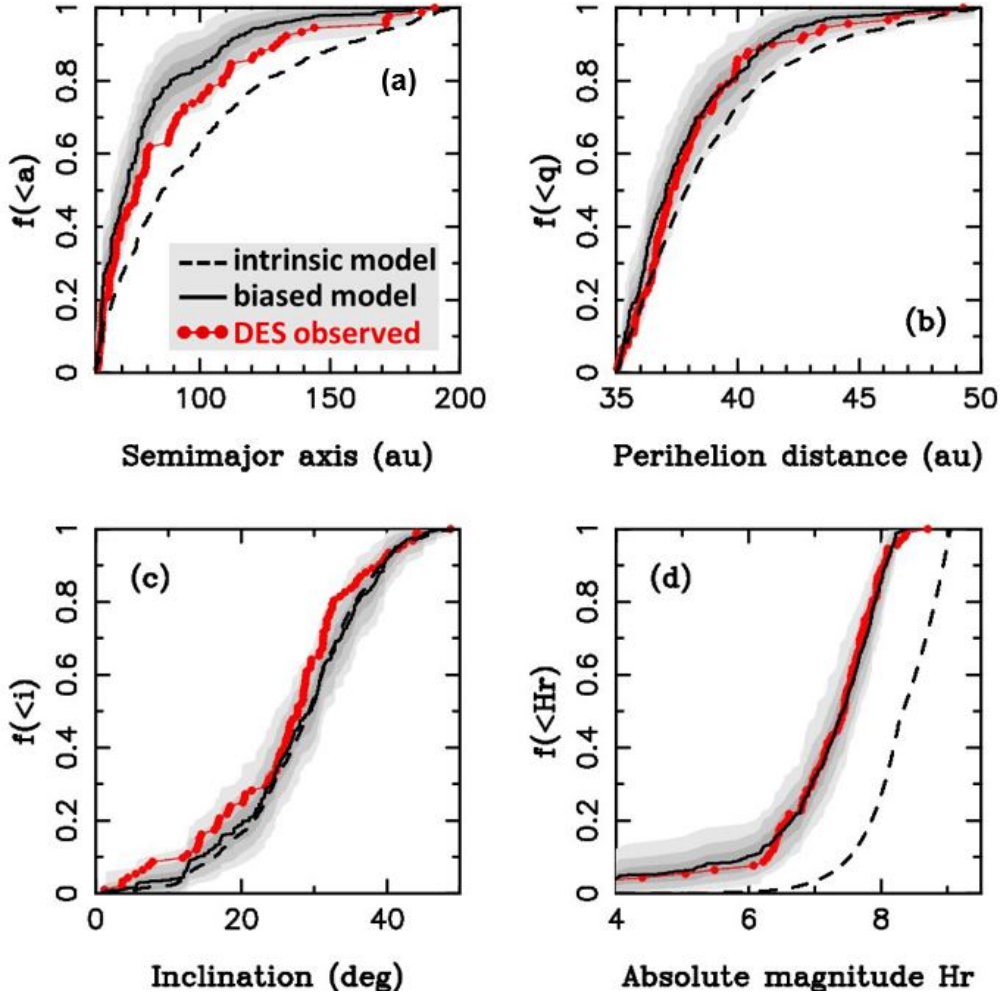 f(<a)
0 0.2 0.4 0.6 0.8 1
(a)
intrinsic model
biased model
DES observed
100 150 200
Semimajor axis (au)
f(<q)
0 0.2 0.4 0.6 0.8 1
(b)
35 40 45 50
Perihelion distance (au)
f(<i)
0 0.2 0.4 0.6 0.8 1
(c)
0 20 40
Inclination (deg)
f(<Hr)
0 0.2 0.4 0.6 0.8 1
(d)
4 6 8
Absolute magnitude Hr